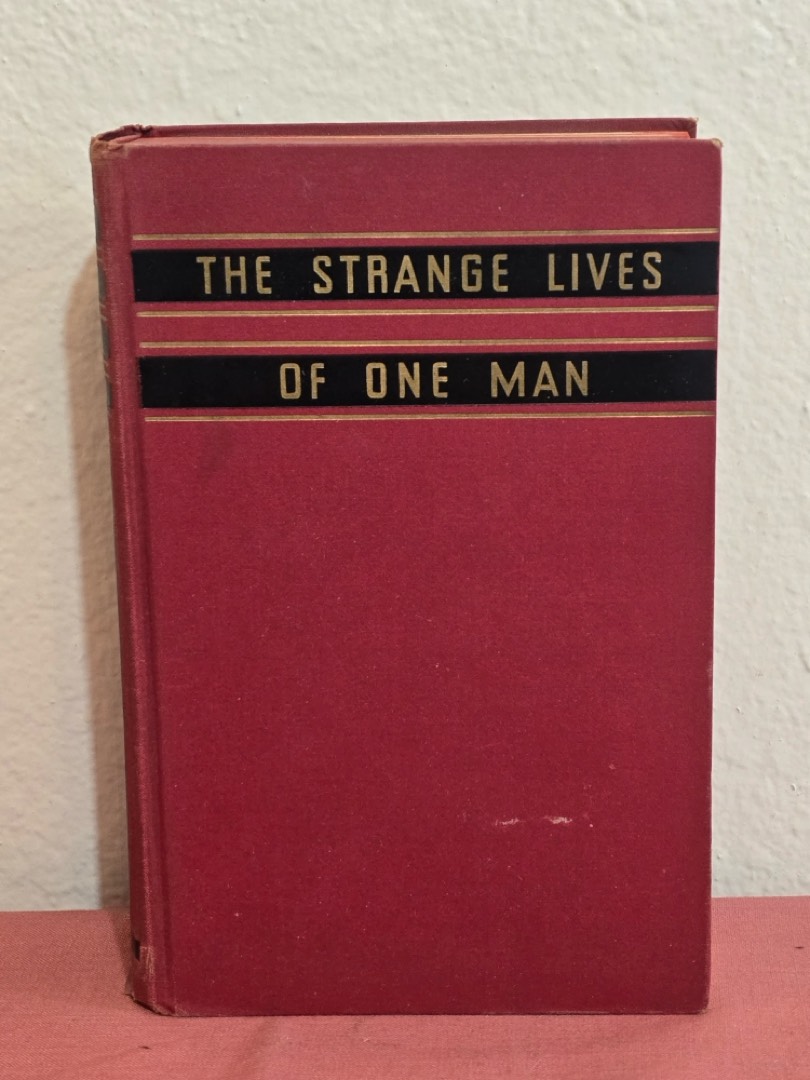 THE STRANGE LIVES
OF ONE MAN